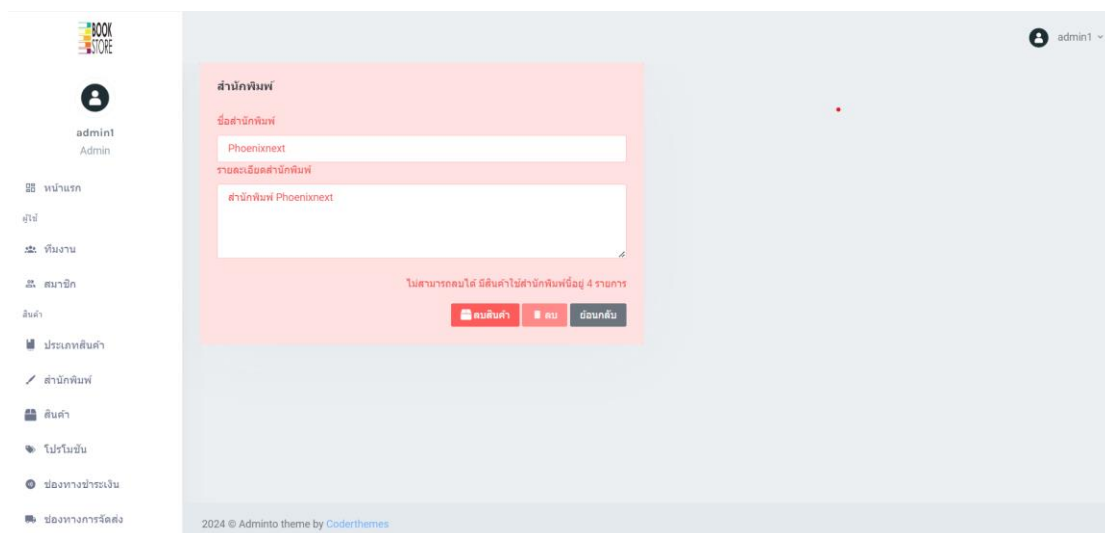 BOOK
STORE
admin1
admin1
Admin
หน้าแรก
ผู้ใช้
ทีมงาน
สมาชิก
สินค้า
ประเภทสินค้า
สำนักพิมพ์
สินค้า
โปรโมชัน
ช่องทางชำระเงิน
ช่องทางการจัดส่ง
สำนักพิมพ์
ชื่อสำนักพิมพ์
Phoenixnext
รายละเอียดสำนักพิมพ์
สำนักพิมพ์ Phoenixnext
ไม่สามารถลบได้ มีสินค้าใช้สำนักพิมพ์นี้อยู่ 4 รายการ
ลบสินค้า ลบ ย้อนกลับ
2024 © Adminto theme by Coderthemes